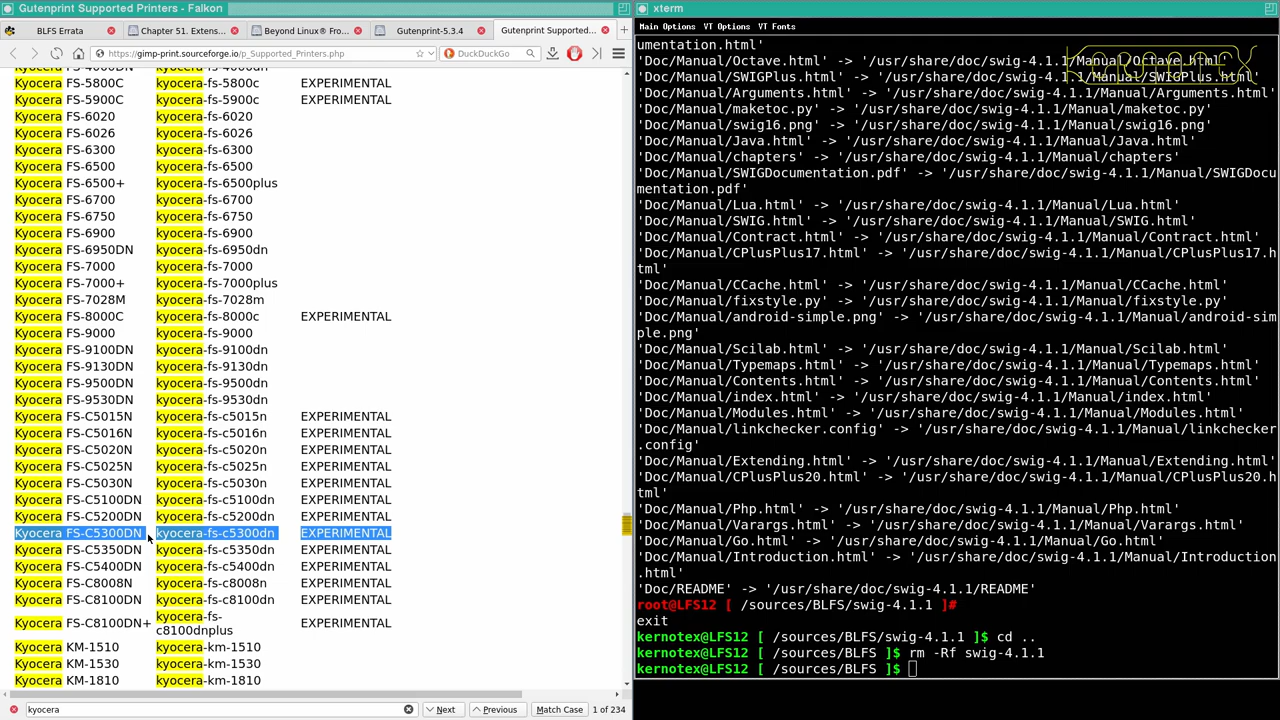 Gutenprint Supported Printers - Falkon
BLFS Errata
Chapter 51. Extens...
Beyond Linux® Fro...
Gutenprint-5.3.4
Gutenprint Supported...
https://gimp-print.sourceforge.io/p_Supported_Printers.php
DuckDuckGo
Kyocera FS-5800C kyocera-fs-5800c EXPERIMENTAL
Kyocera FS-5900C kyocera-fs-5900c EXPERIMENTAL
Kyocera FS-6020 kyocera-fs-6020
Kyocera FS-6026 kyocera-fs-6026
Kyocera FS-6300 kyocera-fs-6300
Kyocera FS-6500 kyocera-fs-6500
Kyocera FS-6500+ kyocera-fs-6500plus
Kyocera FS-6700 kyocera-fs-6700
Kyocera FS-6750 kyocera-fs-6750
Kyocera FS-6900 kyocera-fs-6900
Kyocera FS-6950DN kyocera-fs-6950dn
Kyocera FS-7000 kyocera-fs-7000
Kyocera FS-7000+ kyocera-fs-7000plus
Kyocera FS-7028M kyocera-fs-7028m
Kyocera FS-8000C kyocera-fs-8000c EXPERIMENTAL
Kyocera FS-9000 kyocera-fs-9000
Kyocera FS-9100DN kyocera-fs-9100dn
Kyocera FS-9130DN kyocera-fs-9130dn
Kyocera FS-9500DN kyocera-fs-9500dn
Kyocera FS-9530DN kyocera-fs-9530dn
Kyocera FS-C5015N kyocera-fs-c5015n EXPERIMENTAL
Kyocera FS-C5016N kyocera-fs-c5016n EXPERIMENTAL
Kyocera FS-C5020N kyocera-fs-c5020n EXPERIMENTAL
Kyocera FS-C5025N kyocera-fs-c5025n EXPERIMENTAL
Kyocera FS-C5030N kyocera-fs-c5030n EXPERIMENTAL
Kyocera FS-C5100DN kyocera-fs-c5100dn EXPERIMENTAL
Kyocera FS-C5200DN kyocera-fs-c5200dn EXPERIMENTAL
Kyocera FS-C5300DN kyocera-fs-c5300dn EXPERIMENTAL
Kyocera FS-C5350DN kyocera-fs-c5350dn EXPERIMENTAL
Kyocera FS-C5400DN kyocera-fs-c5400dn EXPERIMENTAL
Kyocera FS-C8008N kyocera-fs-c8008n EXPERIMENTAL
Kyocera FS-C8100DN kyocera-fs-c8100dn EXPERIMENTAL
Kyocera FS-C8100DN+ kyocera-fs- EXPERIMENTAL
c8100dnplus
Kyocera KM-1510 kyocera-km-1510
Kyocera KM-1530 kyocera-km-1530
Kyocera KM-1810 kyocera-km-1810
kyocera Next Previous Match Case 1 of 234
xterm
Main Options VT Options VT Fonts
KernoteX
umentation.html'
'Doc/Manual/Octave.html' -> '/usr/share/doc/swig-4.1.1/Manual/Octave.html'
'Doc/Manual/SWIGPlus.html' -> '/usr/share/doc/swig-4.1.1/Manual/SWIGPlus.html'
'Doc/Manual/Arguments.html' -> '/usr/share/doc/swig-4.1.1/Manual/Arguments.html'
'Doc/Manual/maketoc.py' -> '/usr/share/doc/swig-4.1.1/Manual/maketoc.py'
'Doc/Manual/swig16.png' -> '/usr/share/doc/swig-4.1.1/Manual/swig16.png'
'Doc/Manual/Java.html' -> '/usr/share/doc/swig-4.1.1/Manual/Java.html'
'Doc/Manual/chapters' -> '/usr/share/doc/swig-4.1.1/Manual/chapters'
'Doc/Manual/SWIGDocumentation.pdf' -> '/usr/share/doc/swig-4.1.1/Manual/SWIGDocu
mentation.pdf'
'Doc/Manual/Lua.html' -> '/usr/share/doc/swig-4.1.1/Manual/Lua.html'
'Doc/Manual/SWIG.html' -> '/usr/share/doc/swig-4.1.1/Manual/SWIG.html'
'Doc/Manual/Contract.html' -> '/usr/share/doc/swig-4.1.1/Manual/Contract.html'
'Doc/Manual/CPlusPlus17.html' -> '/usr/share/doc/swig-4.1.1/Manual/CPlusPlus17.h
tml'
'Doc/Manual/CCache.html' -> '/usr/share/doc/swig-4.1.1/Manual/CCache.html'
'Doc/Manual/fixstyle.py' -> '/usr/share/doc/swig-4.1.1/Manual/fixstyle.py'
'Doc/Manual/android-simple.png' -> '/usr/share/doc/swig-4.1.1/Manual/android-sim
ple.png'
'Doc/Manual/Scilab.html' -> '/usr/share/doc/swig-4.1.1/Manual/Scilab.html'
'Doc/Manual/Typemaps.html' -> '/usr/share/doc/swig-4.1.1/Manual/Typemaps.html'
'Doc/Manual/Contents.html' -> '/usr/share/doc/swig-4.1.1/Manual/Contents.html'
'Doc/Manual/index.html' -> '/usr/share/doc/swig-4.1.1/Manual/index.html'
'Doc/Manual/Modules.html' -> '/usr/share/doc/swig-4.1.1/Manual/Modules.html'
'Doc/Manual/linkchecker.config' -> '/usr/share/doc/swig-4.1.1/Manual/linkchecker
.config'
'Doc/Manual/Extending.html' -> '/usr/share/doc/swig-4.1.1/Manual/Extending.html'
'Doc/Manual/CPlusPlus20.html' -> '/usr/share/doc/swig-4.1.1/Manual/CPlusPlus20.h
tml'
'Doc/Manual/Php.html' -> '/usr/share/doc/swig-4.1.1/Manual/Php.html'
'Doc/Manual/Varargs.html' -> '/usr/share/doc/swig-4.1.1/Manual/Varargs.html'
'Doc/Manual/Go.html' -> '/usr/share/doc/swig-4.1.1/Manual/Go.html'
'Doc/Manual/Introduction.html' -> '/usr/share/doc/swig-4.1.1/Manual/Introduction
.html'
'Doc/README' -> '/usr/share/doc/swig-4.1.1/README'
root@LFS12 [ /sources/BLFS/swig-4.1.1 ]#
exit
kernotex@LFS12 [ /sources/BLFS/swig-4.1.1 ]$ cd ..
kernotex@LFS12 [ /sources/BLFS ]$ rm -Rf swig-4.1.1
kernotex@LFS12 [ /sources/BLFS ]$